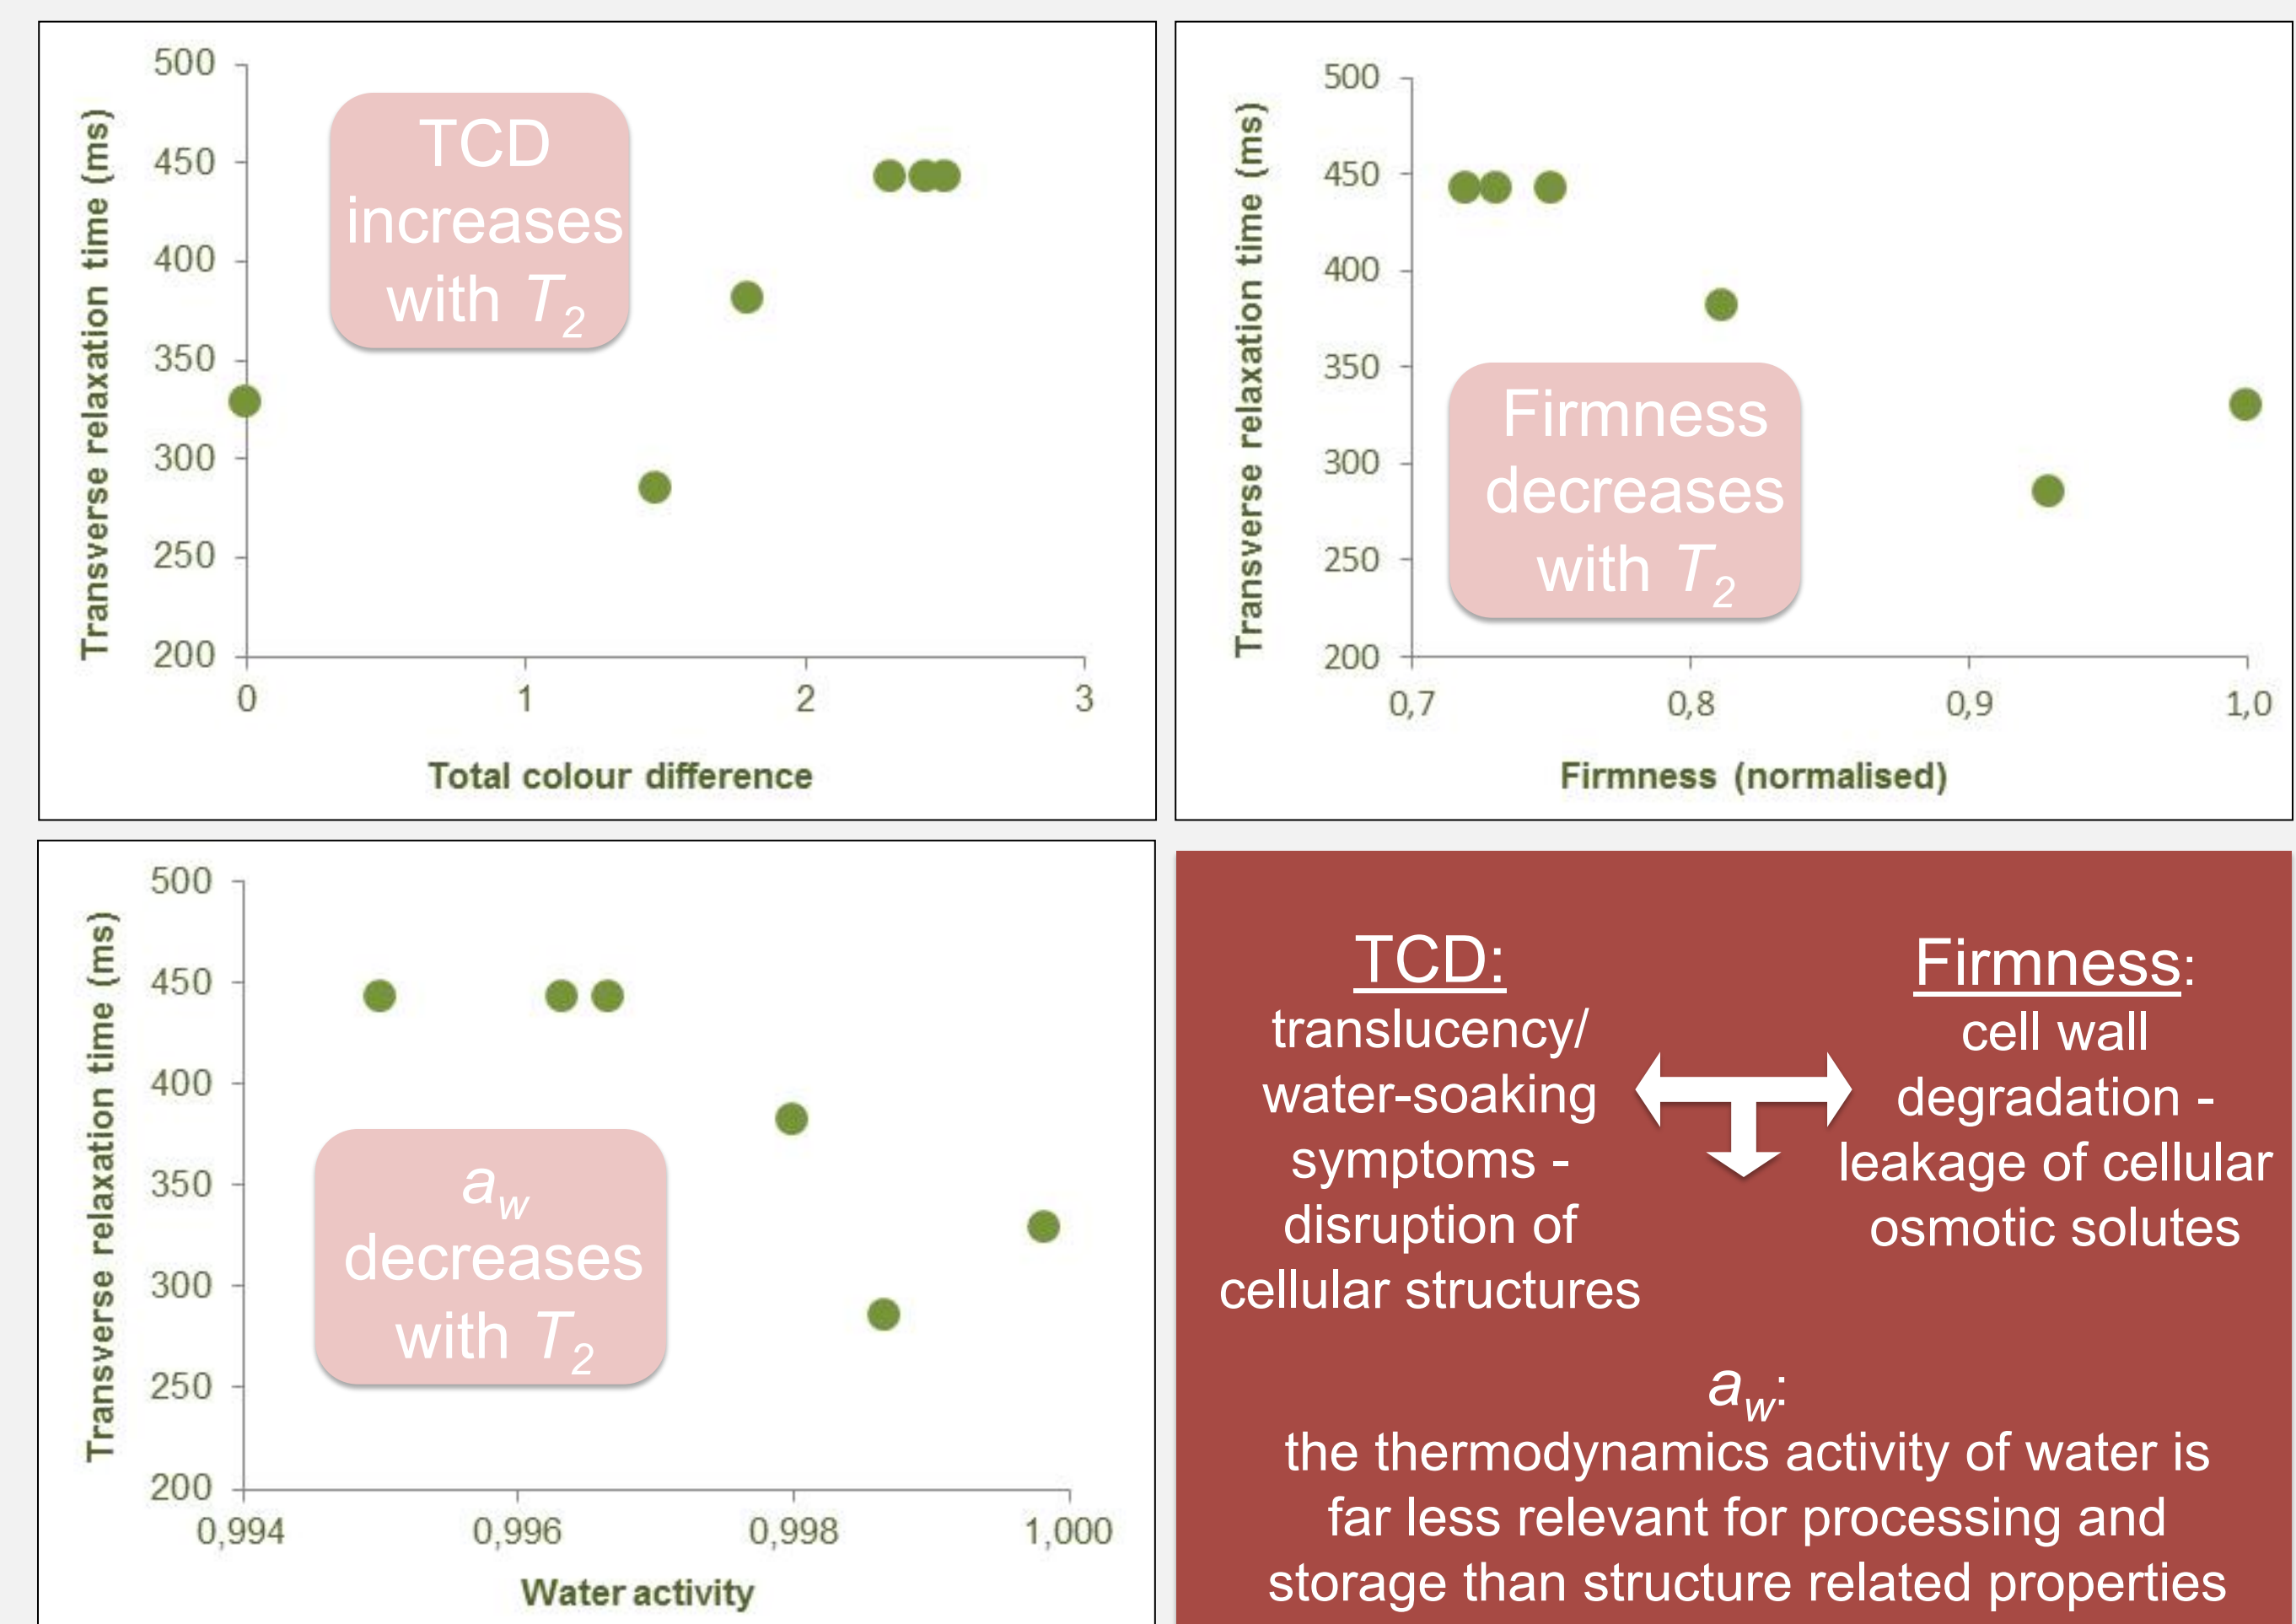 Transverse relaxation time (ms)
500
450
400
350
300
250
200
TCD
increases
with T2
0 1 2 3
Total colour difference
Transverse relaxation time (ms)
500
450
400
350
300
250
200
Firmness
decreases
with T2
0,7 0,8 0,9 1,0
Firmness (normalised)
Transverse relaxation time (ms)
500
450
400
350
300
250
200
aw
decreases
with T2
0,994 0,996 0,998 1,000
Water activity
TCD:
translucency/
water-soaking
symptoms -
disruption of
cellular structures
Firmness:
cell wall
degradation -
leakage of cellular
osmotic solutes
aw:
the thermodynamics activity of water is
far less relevant for processing and
storage than structure related properties